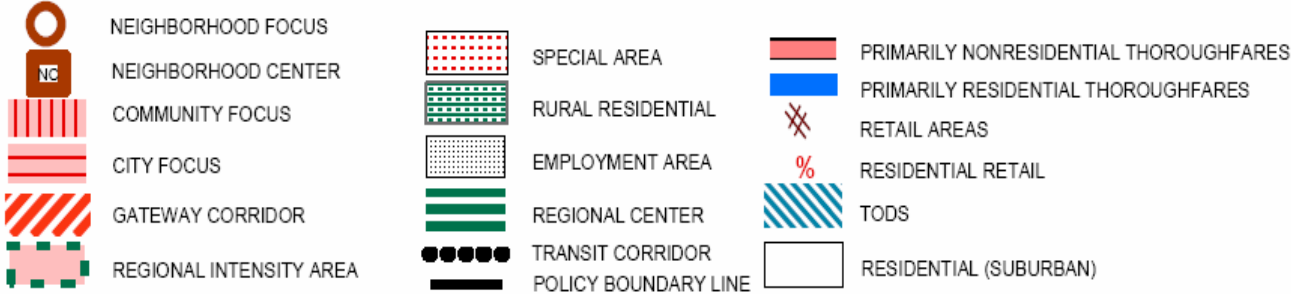 NEIGHBORHOOD FOCUS
NC
NEIGHBORHOOD CENTER
COMMUNITY FOCUS
CITY FOCUS
GATEWAY CORRIDOR
REGIONAL INTENSITY AREA
SPECIAL AREA
RURAL RESIDENTIAL
EMPLOYMENT AREA
REGIONAL CENTER
TRANSIT CORRIDOR
POLICY BOUNDARY LINE
PRIMARILY NONRESIDENTIAL THOROUGHFARES
PRIMARILY RESIDENTIAL THOROUGHFARES
RETAIL AREAS
% RESIDENTIAL RETAIL
TODS
RESIDENTIAL (SUBURBAN)